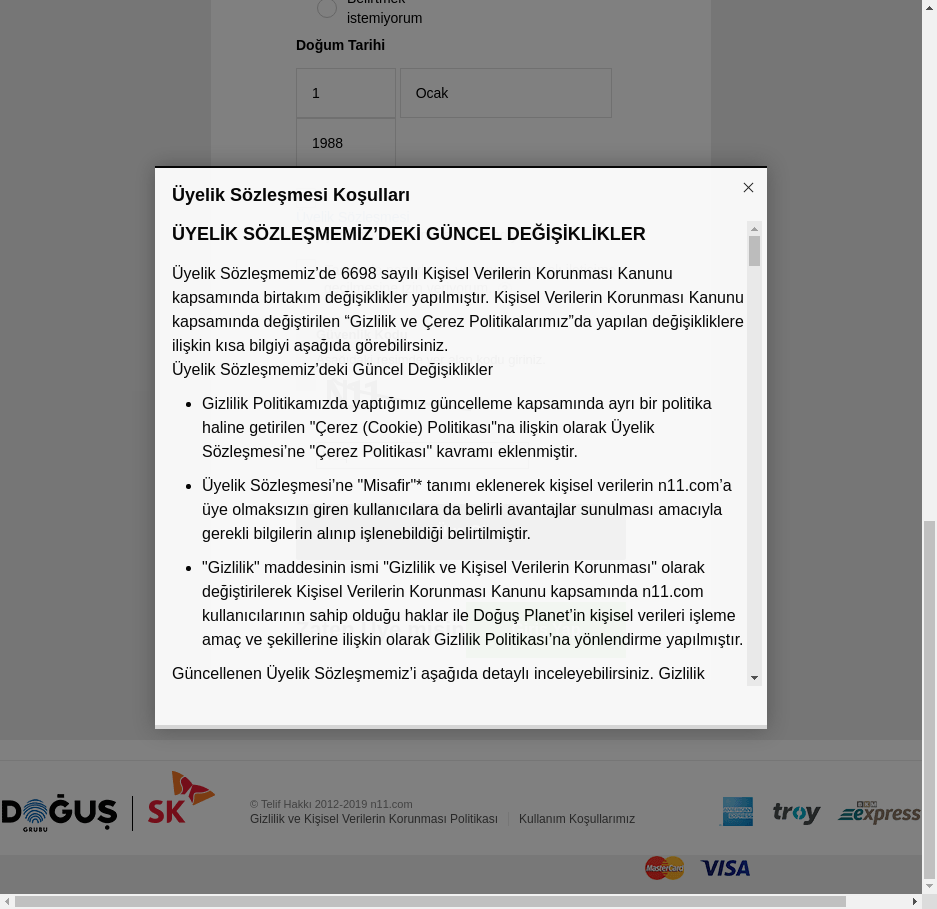 istemiyorum
Doğum Tarihi
1
Ocak
1988
Üyelik Sözleşmesi Koşulları
ÜYELİK SÖZLEŞMEMİZ’DEKİ GÜNCEL DEĞİŞİKLİKLER
Üyelik Sözleşmemiz’de 6698 sayılı Kişisel Verilerin Korunması Kanunu
kapsamında birtakım değişiklikler yapılmıştır. Kişisel Verilerin Korunması Kanunu
kapsamında değiştirilen “Gizlilik ve Çerez Politikalarımız”da yapılan değişikliklere
ilişkin kısa bilgiyi aşağıda görebilirsiniz.
Üyelik Sözleşmemiz’deki Güncel Değişiklikler
Gizlilik Politikamızda yaptığımız güncelleme kapsamında ayrı bir politika
haline getirilen "Çerez (Cookie) Politikası"na ilişkin olarak Üyelik
Sözleşmesi’ne "Çerez Politikası" kavramı eklenmiştir.
Üyelik Sözleşmesi’ne "Misafir"* tanımı eklenerek kişisel verilerin n11.com’a
üye olmaksızın giren kullanıcılara da belirli avantajlar sunulması amacıyla
gerekli bilgilerin alınıp işlenebildiği belirtilmiştir.
"Gizlilik" maddesinin ismi "Gizlilik ve Kişisel Verilerin Korunması" olarak
değiştirilerek Kişisel Verilerin Korunması Kanunu kapsamında n11.com
kullanıcılarının sahip olduğu haklar ile Doğuş Planet’in kişisel verileri işleme
amaç ve şekillerine ilişkin olarak Gizlilik Politikası’na yönlendirme yapılmıştır.
Güncellenen Üyelik Sözleşmemiz’i aşağıda detaylı inceleyebilirsiniz. Gizlilik
DOĞUŞ
GRUBU
SK
© Telif Hakkı 2012-2019 n11.com
Gizlilik ve Kişisel Verilerin Korunması Politikası
Kullanım Koşullarımız
troy
BKM
express
MasterCard
VISA